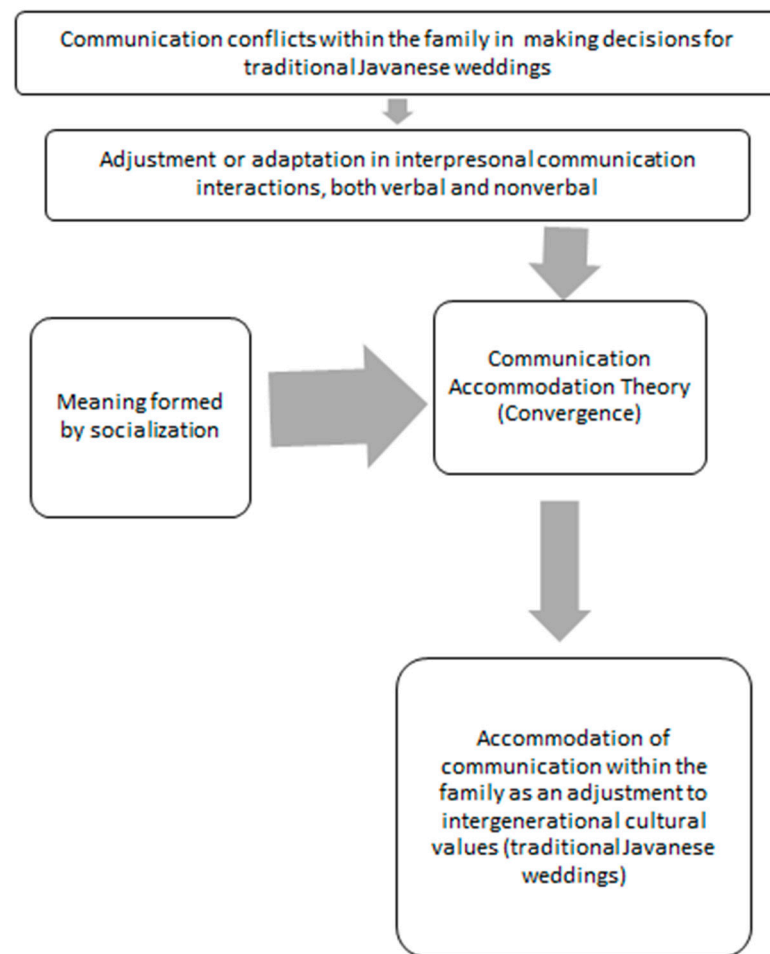 Communication conflicts within the family in making decisions for
traditional Javanese weddings
Adjustment or adaptation in interpresonal communication
interactions, both verbal and nonverbal
Meaning formed
by socialization
Communication
Accommodation Theory
(Convergence)
Accommodation of
communication within the
family as an adjustment to
intergenerational cultural
values (traditional Javanese
weddings)